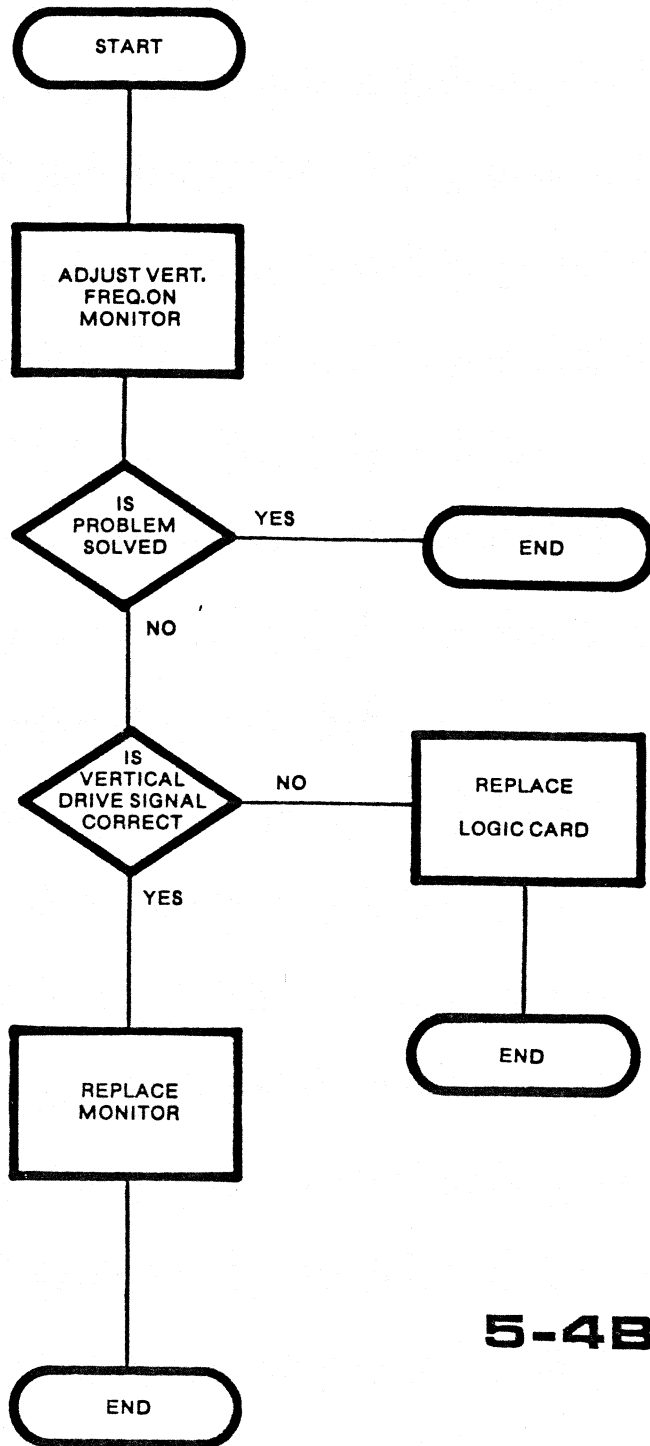 START
ADJUST VERT.
FREQ.ON
MONITOR
IS
PROBLEM
SOLVED
YES
END
NO
IS
VERTICAL
DRIVE SIGNAL
CORRECT
NO
REPLACE
LOGIC CARD
YES
END
REPLACE
MONITOR
END
5-4B